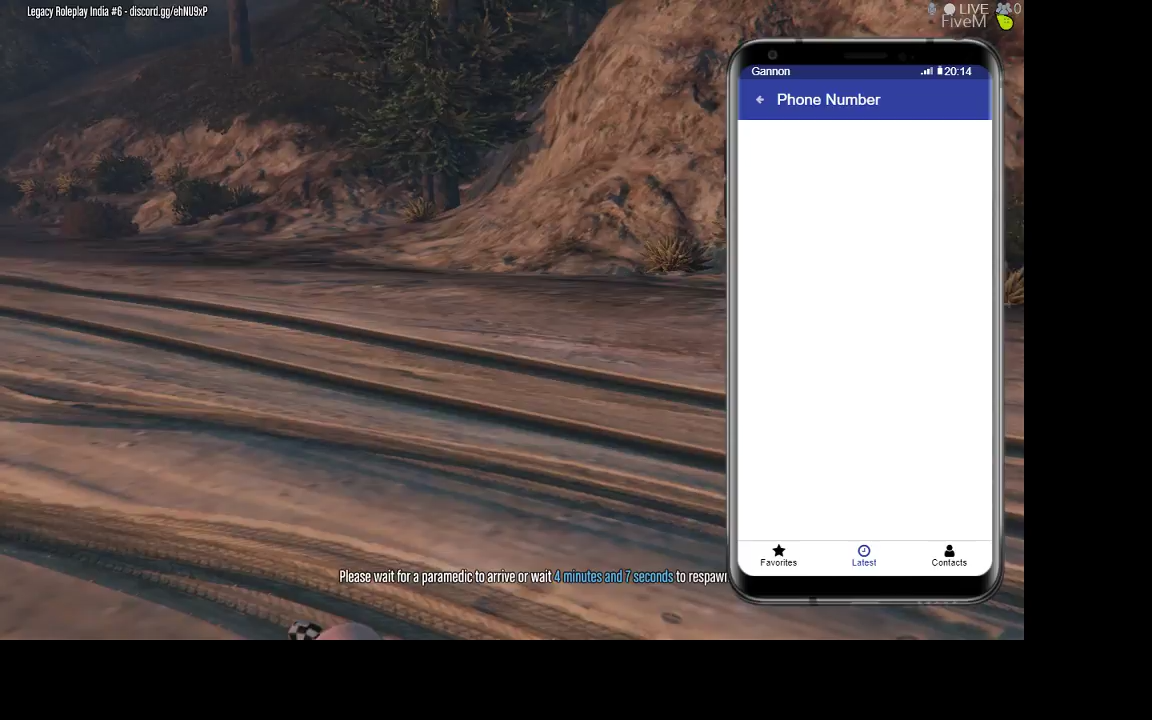 Legacy Roleplay India #6 - discord.gg/ehNU9xP
LIVE 0
FiveM
Gannon 20:14
Phone Number
Favorites Latest Contacts
Please wait for a paramedic to arrive or wait 4 minutes and 7 seconds to respawn